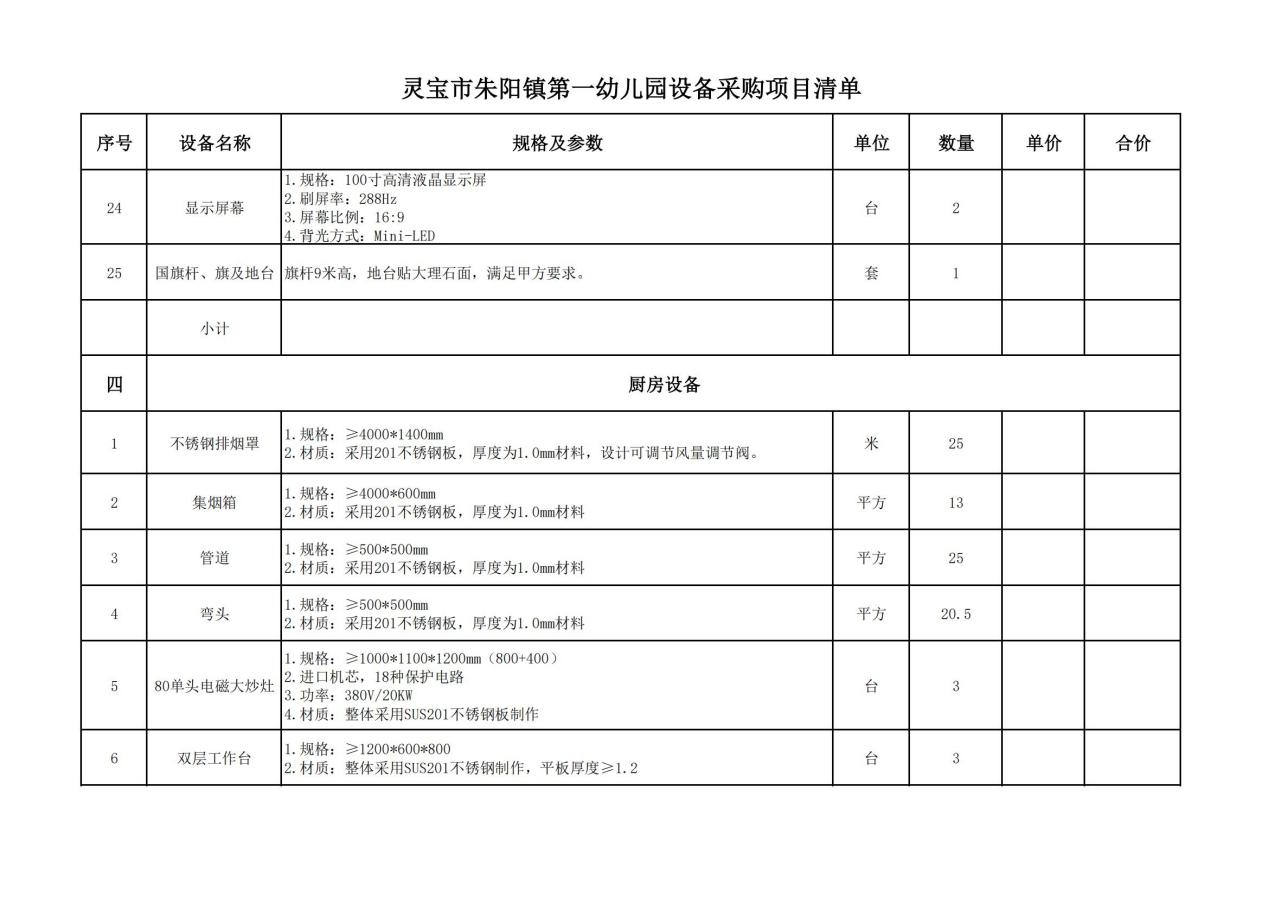 灵宝市朱阳镇第一幼儿园设备采购项目清单
序号 设备名称 规格及参数 单位 数量 单价 合价
24 显示屏幕 台 2
1.规格：100寸高清液晶显示屏
2.刷屏率：288Hz
3.屏幕比例：16:9
4.背光方式：Mini-LED
25 国旗杆、旗及地台 旗杆9米高，地台贴大理石面，满足甲方要求。 套 1
小计
四 厨房设备
1 不锈钢排烟罩 米 25
1.规格：≥4000*1400mm
2.材质：采用201不锈钢板，厚度为1.0mm材料，设计可调节风量调节阀。
2 集烟箱 平方 13
1.规格：≥4000*600mm
2.材质：采用201不锈钢板，厚度为1.0mm材料
3 管道 平方 25
1.规格：≥500*500mm
2.材质：采用201不锈钢板，厚度为1.0mm材料
4 弯头 平方 20.5
1.规格：≥500*500mm
2.材质：采用201不锈钢板，厚度为1.0mm材料
5 80单头电磁大炒灶 台 3
1.规格：≥1000*1100*1200mm（800+400）
2.进口机芯，18种保护电路
3.功率：380V/20KW
4.材质：整体采用SUS201不锈钢板制作
6 双层工作台 台 3
1.规格：≥1200*600*800
2.材质：整体采用SUS201不锈钢制作，平板厚度≥1.2